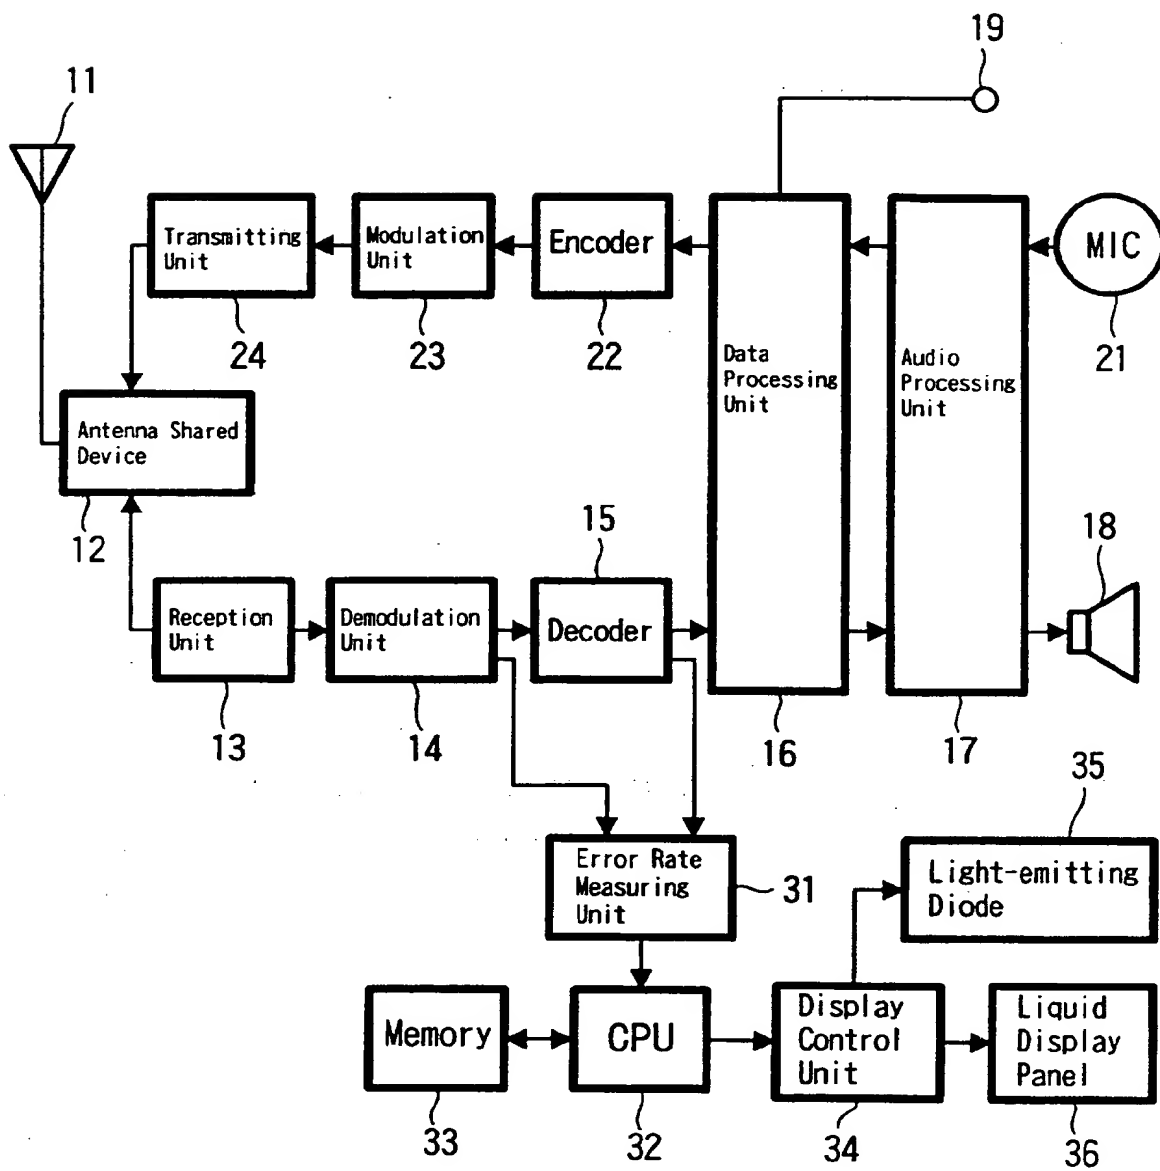 19
11
Transmitting
Unit
Modulation
Unit
Encoder
MIC
24
23
22
Data
Processing
Unit
Audio
Processing
Unit
21
Antenna Shared
Device
12
15
18
Reception
Unit
Demodulation
Unit
Decoder
13
14
16
17
35
Error Rate
Measuring
Unit
31
Light-emitting
Diode
Memory
CPU
Display
Control
Unit
Liquid
Display
Panel
33
32
34
36